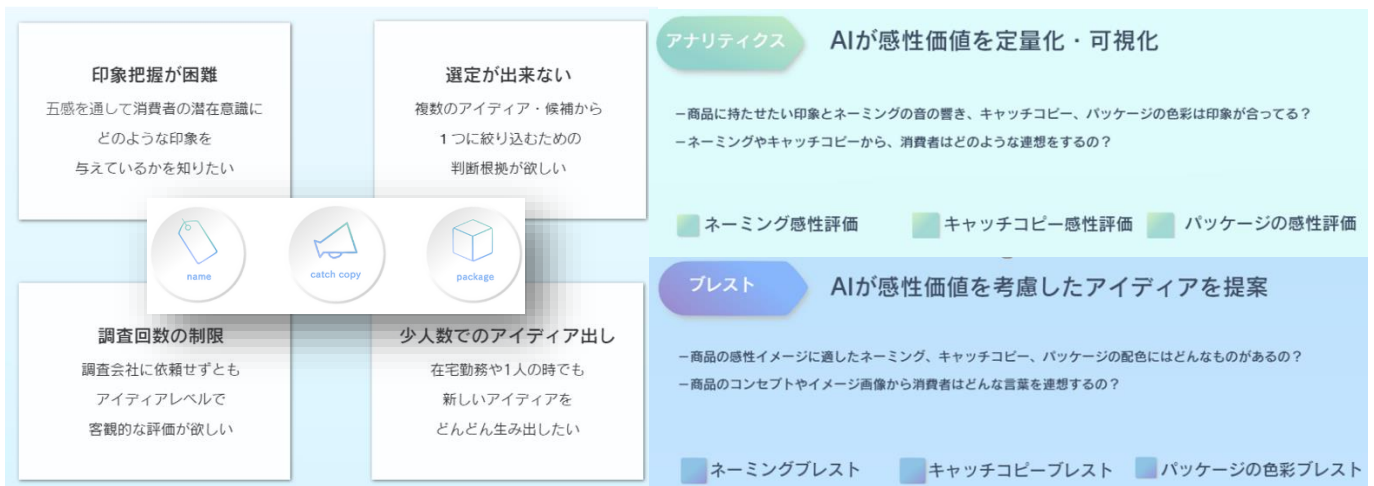 印象把握が困難
五感を通して消費者の潜在意識に
どのような印象を
与えているかを知りたい
選定が出来ない
複数のアイディア・候補から
1つに絞り込むための
判断根拠が欲しい
name
catch copy
package
調査回数の制限
調査会社に依頼せずとも
アイディアレベルで
客観的な評価が欲しい
少人数でのアイディア出し
在宅勤務や1人の時でも
新しいアイディアを
どんどん生み出したい
アナリティクス
AIが感性価値を定量化・可視化
－商品に持たせたい印象とネーミングの音の響き、キャッチコピー、パッケージの色彩は印象が合ってる？
－ネーミングやキャッチコピーから、消費者はどのような連想をするの？
ネーミング感性評価
キャッチコピー感性評価
パッケージの感性評価
ブレスト
AIが感性価値を考慮したアイディアを提案
－商品の感性イメージに適したネーミング、キャッチコピー、パッケージの配色にはどんなものがあるの？
－商品のコンセプトやイメージ画像から消費者はどんな言葉を連想するの？
ネーミングブレスト
キャッチコピーブレスト
パッケージの色彩ブレスト